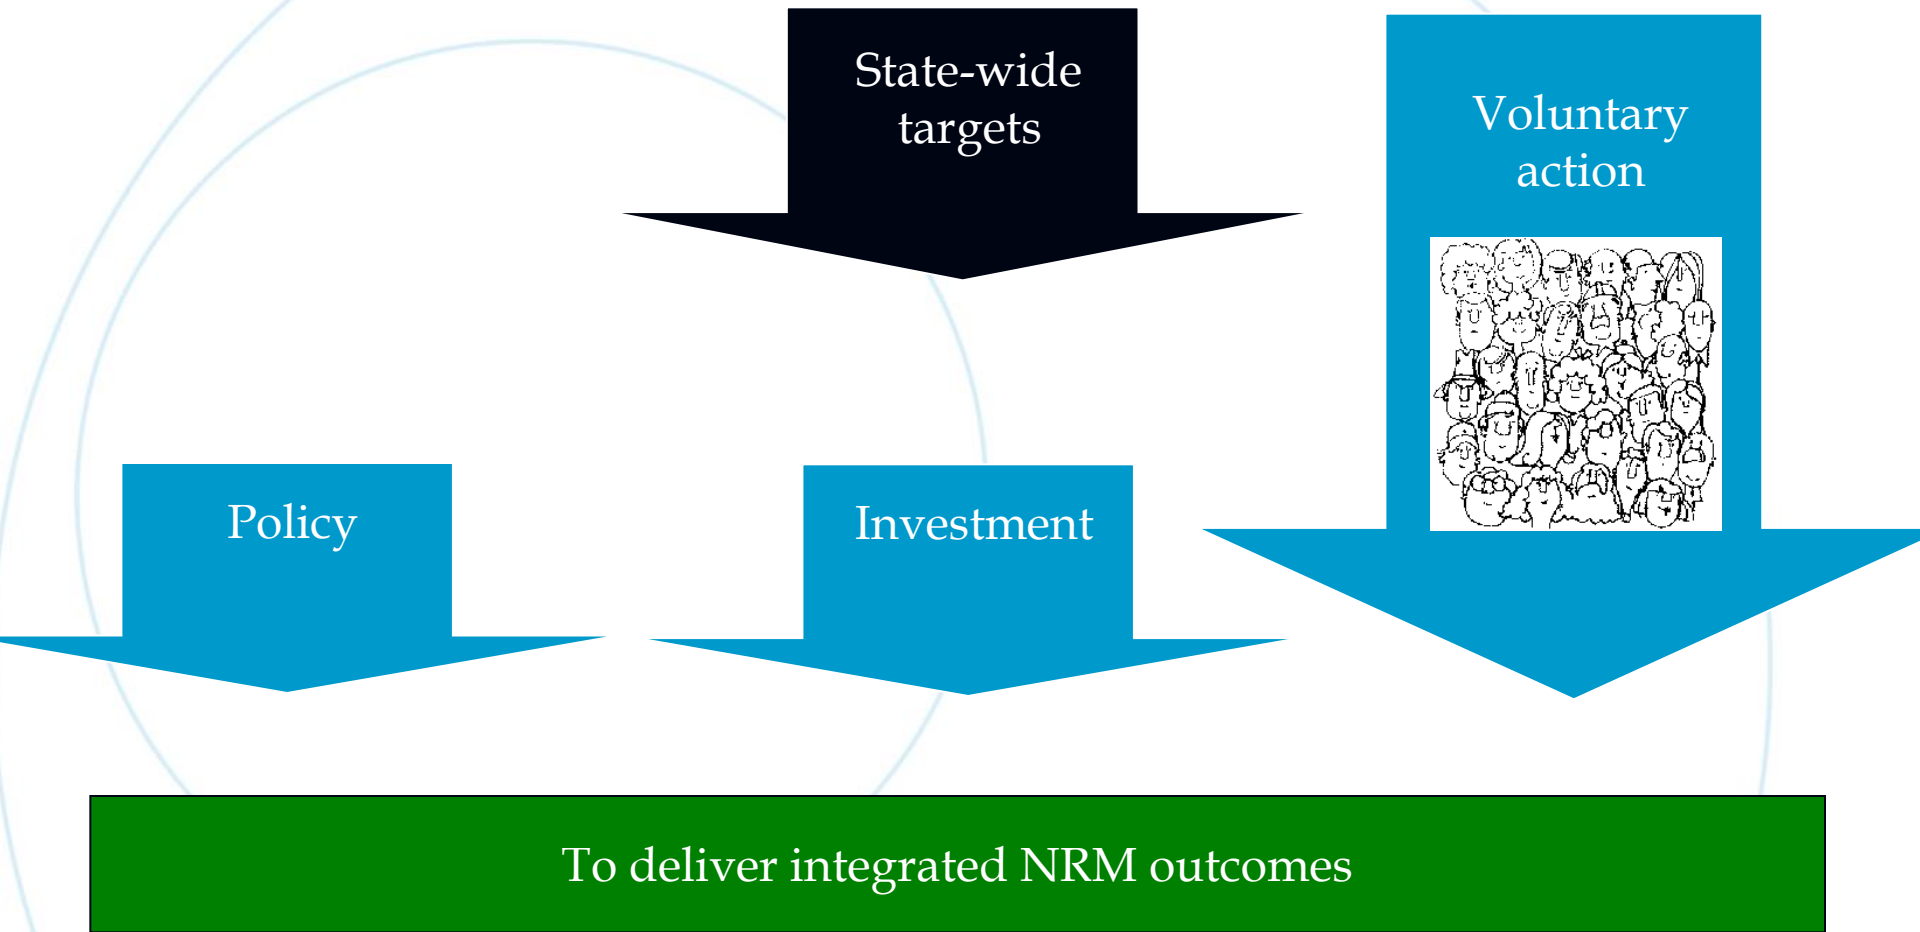 State-wide
targets
Voluntary
action
Policy
Investment
To deliver integrated NRM outcomes